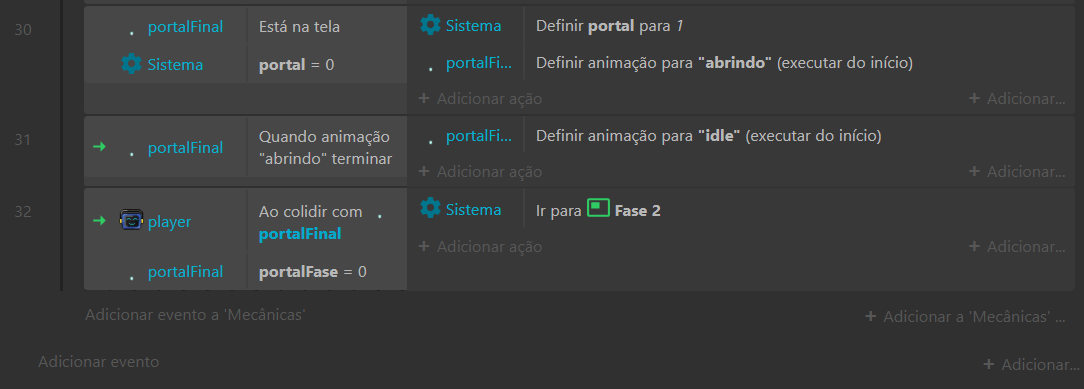 30
portalFinal Está na tela
Sistema Definir portal para 1
Sistema portal = 0
portalFi... Definir animação para "abrindo" (executar do início)
+ Adicionar ação
+ Adicionar...
31
portalFinal Quando animação
"abrindo" terminar
portalFi... Definir animação para "idle" (executar do início)
+ Adicionar ação
+ Adicionar...
32
player Ao colidir com
portalFinal
Sistema Ir para Fase 2
+ Adicionar ação
+ Adicionar...
portalFinal portalFase = 0
Adicionar evento a 'Mecânicas'
+ Adicionar a 'Mecânicas' ...
Adicionar evento
+ Adicionar...